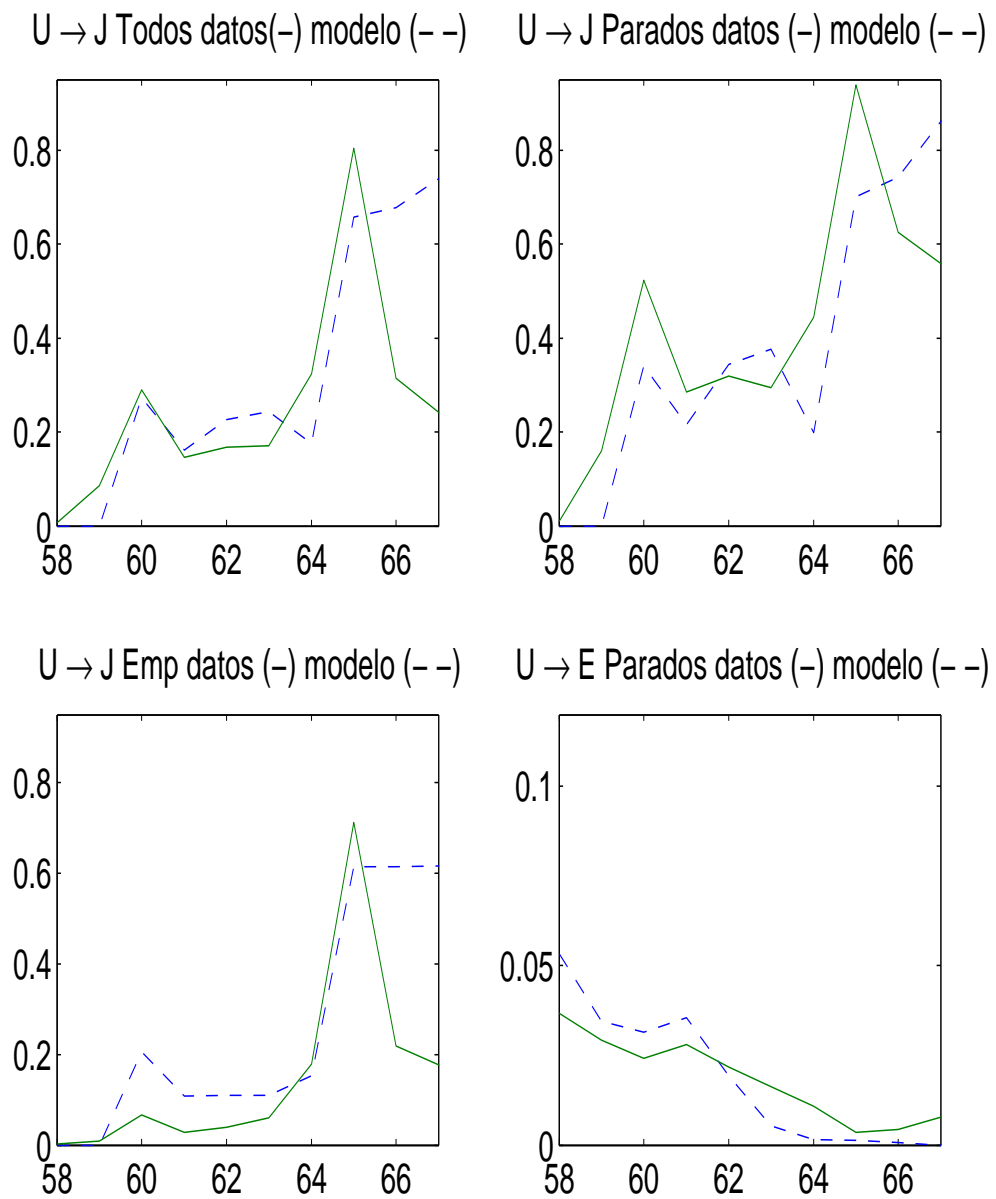 U → J Todos datos(–) modelo (– –)
U → J Parados datos (–) modelo (– –)
0.8
0.6
0.4
0.2
0
58 60 62 64 66
0.8
0.6
0.4
0.2
0
58 60 62 64 66
U → J Emp datos (–) modelo (– –)
U → E Parados datos (–) modelo (– –)
0.8
0.6
0.4
0.2
0
58 60 62 64 66
0.1
0.05
0
58 60 62 64 66